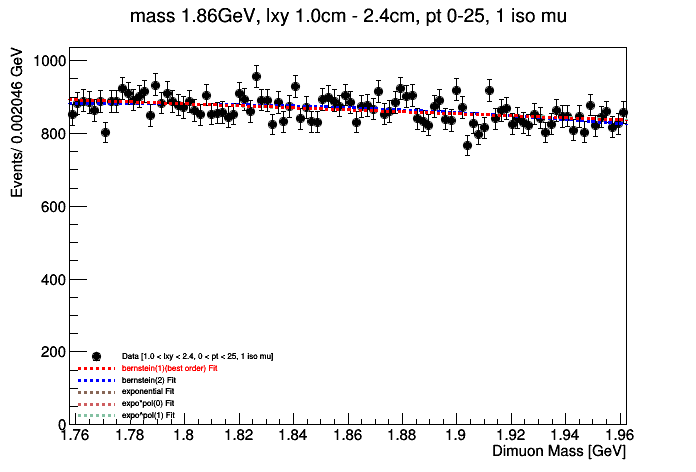 mass 1.86GeV, lxy 1.0cm - 2.4cm, pt 0-25, 1 iso mu
Events/ 0.002046 GeV
1000
800
600
400
200
0
Data [1.0 < lxy < 2.4, 0 < pt < 25, 1 iso mu]
bernstein(1)(best order) Fit
bernstein(2) Fit
exponential Fit
expo*pol(0) Fit
expo*pol(1) Fit
1.76 1.78 1.8 1.82 1.84 1.86 1.88 1.9 1.92 1.94 1.96
Dimuon Mass [GeV]